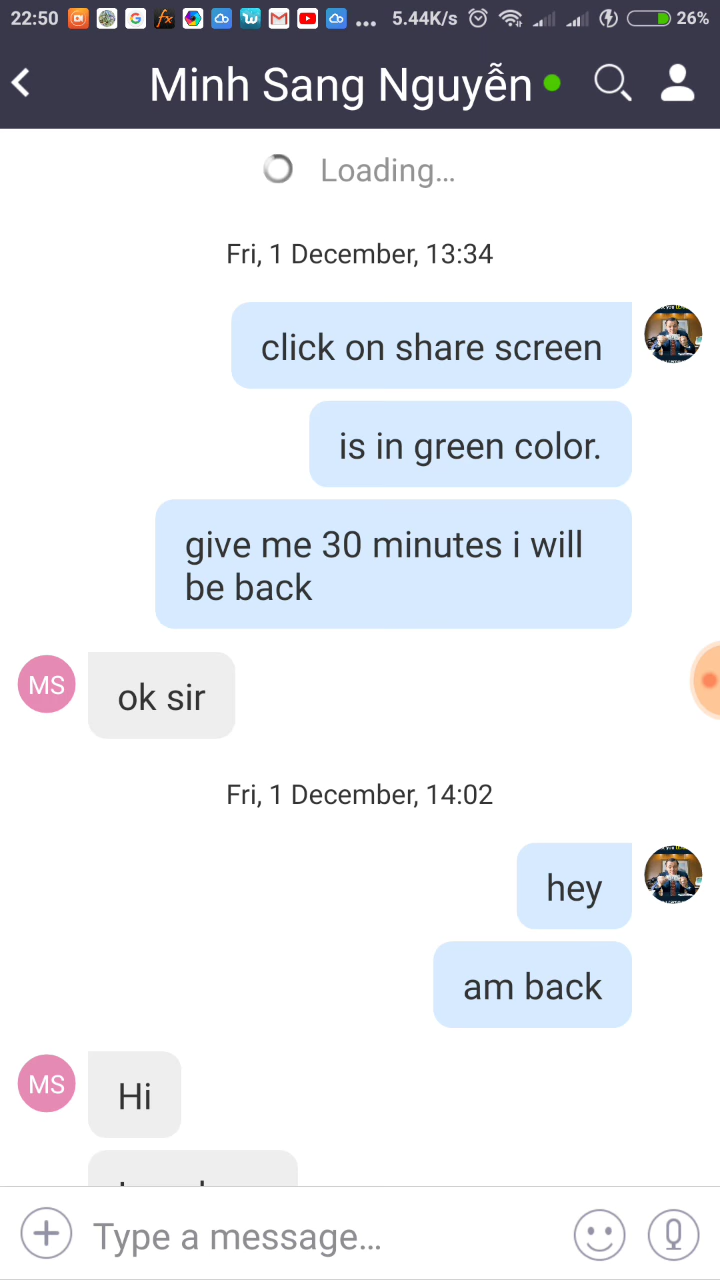 22:50 5.44K/s 26%
Minh Sang Nguyễn
Loading...
Fri, 1 December, 13:34
click on share screen
is in green color.
give me 30 minutes i will
be back
MS
ok sir
Fri, 1 December, 14:02
hey
am back
MS
Hi
Type a message...